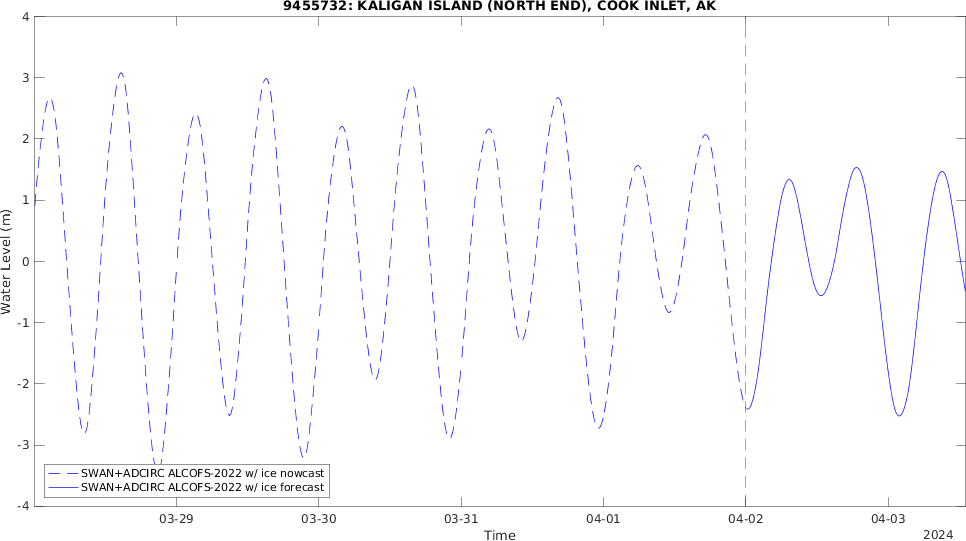 9455732: KALIGAN ISLAND (NORTH END), COOK INLET, AK
4
3
2
1
0
-1
-2
-3
-4
Water Level (m)
SWAN+ADCIRC ALCOFS-2022 w/ ice nowcast
SWAN+ADCIRC ALCOFS-2022 w/ ice forecast
03-29 03-30 03-31 04-01 04-02 04-03
Time
2024